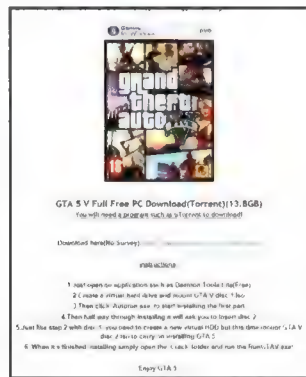 Games
DVD
grand
theft
auto
18
GTA 5 V Full Free PC Download(Torrent)(13.8GB)
You will need a program such as uTorrent to download!
Download here(No Survey)
Instructions
1 Just open an application such as Daemon Tools Lite(Free)
2 Create a virtual hard drive and mount GTA V disc 1 iso
3 Then click Autorun.exe to start installing the first part
4 Then half way through installing it will ask you to Insert disc 2
5.Just like step 2 with disc 1, you need to create a new virtual HDD but this time mount GTA V
disc 2 iso to carry on installing GTA 5
6. When it's finished installing simply open the Crack folder and run the
Enjoy GTA 5